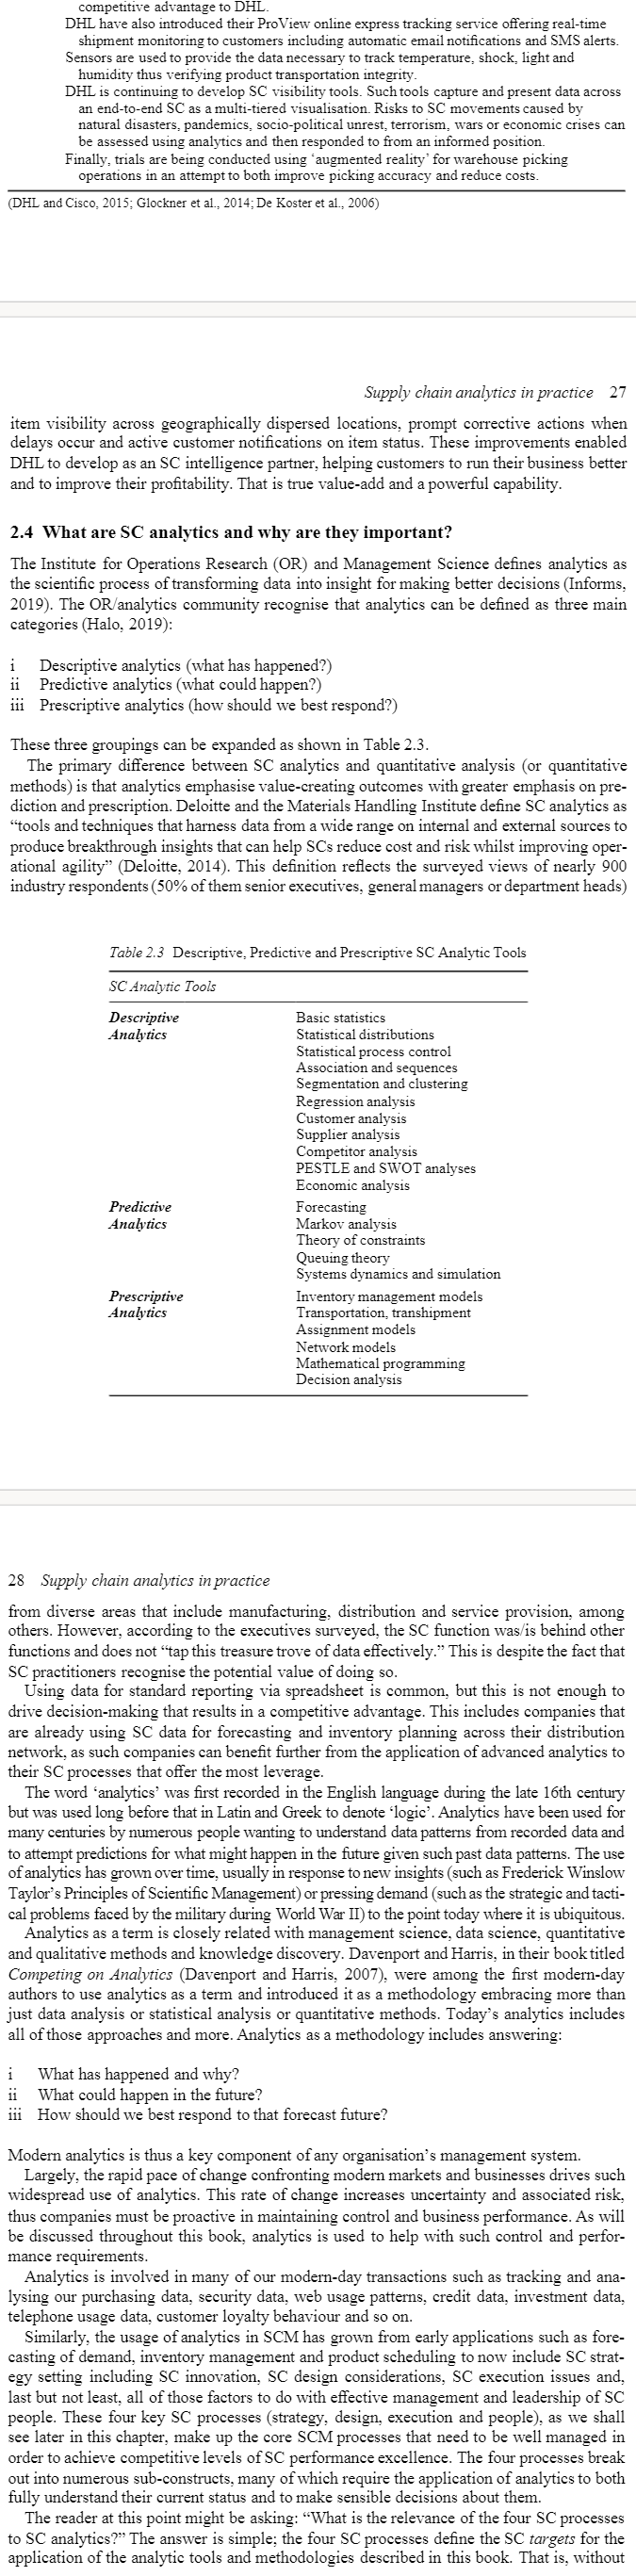 competitive advantage to DHL.
DHL have also introduced their ProView online express tracking service offering real-time
shipment monitoring to customers including automatic email notifications and SMS alerts.
Sensors are used to provide the data necessary to track temperature, shock, light and
humidity thus verifying product transportation integrity.
DHL is continuing to develop SC visibility tools. Such tools capture and present data across
an end-to-end SC as a multi-tiered visualisation. Risks to SC movements caused by
natural disasters, pandemics, socio-political unrest, terrorism, wars or economic crises can
be assessed using analytics and then responded to from an informed position.
Finally, trials are being conducted using ‘augmented reality’ for warehouse picking
operations in an attempt to both improve picking accuracy and reduce costs.
(DHL and Cisco, 2015; Glockner et al., 2014; De Koster et al., 2006)
Supply chain analytics in practice 27
item visibility across geographically dispersed locations, prompt corrective actions when
delays occur and active customer notifications on item status. These improvements enabled
DHL to develop as an SC intelligence partner, helping customers to run their business better
and to improve their profitability. That is true value-add and a powerful capability.
2.4 What are SC analytics and why are they important?
The Institute for Operations Research (OR) and Management Science defines analytics as
the scientific process of transforming data into insight for making better decisions (Informs,
2019). The OR/analytics community recognise that analytics can be defined as three main
categories (Halo, 2019):
i Descriptive analytics (what has happened?)
ii Predictive analytics (what could happen?)
iii Prescriptive analytics (how should we best respond?)
These three groupings can be expanded as shown in Table 2.3.
The primary difference between SC analytics and quantitative analysis (or quantitative
methods) is that analytics emphasise value-creating outcomes with greater emphasis on pre-
diction and prescription. Deloitte and the Materials Handling Institute define SC analytics as
“tools and techniques that harness data from a wide range on internal and external sources to
produce breakthrough insights that can help SCs reduce cost and risk whilst improving oper-
ational agility” (Deloitte, 2014). This definition reflects the surveyed views of nearly 900
industry respondents (50% of them senior executives, general managers or department heads)
Table 2.3 Descriptive, Predictive and Prescriptive SC Analytic Tools
SC Analytic Tools
Descriptive Basic statistics
Analytics Statistical distributions
Statistical process control
Association and sequences
Segmentation and clustering
Regression analysis
Customer analysis
Supplier analysis
Competitor analysis
PESTLE and SWOT analyses
Economic analysis
Predictive Forecasting
Analytics Markov analysis
Theory of constraints
Queuing theory
Systems dynamics and simulation
Prescriptive Inventory management models
Analytics Transportation, transhipment
Assignment models
Network models
Mathematical programming
Decision analysis
28 Supply chain analytics in practice
from diverse areas that include manufacturing, distribution and service provision, among
others. However, according to the executives surveyed, the SC function was/is behind other
functions and does not “tap this treasure trove of data effectively.” This is despite the fact that
SC practitioners recognise the potential value of doing so.
Using data for standard reporting via spreadsheet is common, but this is not enough to
drive decision-making that results in a competitive advantage. This includes companies that
are already using SC data for forecasting and inventory planning across their distribution
network, as such companies can benefit further from the application of advanced analytics to
their SC processes that offer the most leverage.
The word ‘analytics’ was first recorded in the English language during the late 16th century
but was used long before that in Latin and Greek to denote ‘logic’. Analytics have been used for
many centuries by numerous people wanting to understand data patterns from recorded data and
to attempt predictions for what might happen in the future given such past data patterns. The use
of analytics has grown over time, usually in response to new insights (such as Frederick Winslow
Taylor’s Principles of Scientific Management) or pressing demand (such as the strategic and tacti-
cal problems faced by the military during World War II) to the point today where it is ubiquitous.
Analytics as a term is closely related with management science, data science, quantitative
and qualitative methods and knowledge discovery. Davenport and Harris, in their book titled
Competing on Analytics (Davenport and Harris, 2007), were among the first modern-day
authors to use analytics as a term and introduced it as a methodology embracing more than
just data analysis or statistical analysis or quantitative methods. Today’s analytics includes
all of those approaches and more. Analytics as a methodology includes answering:
i What has happened and why?
ii What could happen in the future?
iii How should we best respond to that forecast future?
Modern analytics is thus a key component of any organisation’s management system.
Largely, the rapid pace of change confronting modern markets and businesses drives such
widespread use of analytics. This rate of change increases uncertainty and associated risk,
thus companies must be proactive in maintaining control and business performance. As will
be discussed throughout this book, analytics is used to help with such control and perfor-
mance requirements.
Analytics is involved in many of our modern-day transactions such as tracking and ana-
lysing our purchasing data, security data, web usage patterns, credit data, investment data,
telephone usage data, customer loyalty behaviour and so on.
Similarly, the usage of analytics in SCM has grown from early applications such as fore-
casting of demand, inventory management and product scheduling to now include SC strat-
egy setting including SC innovation, SC design considerations, SC execution issues and,
last but not least, all of those factors to do with effective management and leadership of SC
people. These four key SC processes (strategy, design, execution and people), as we shall
see later in this chapter, make up the core SCM processes that need to be well managed in
order to achieve competitive levels of SC performance excellence. The four processes break
out into numerous sub-constructs, many of which require the application of analytics to both
fully understand their current status and to make sensible decisions about them.
The reader at this point might be asking: “What is the relevance of the four SC processes
to SC analytics?” The answer is simple; the four SC processes define the SC targets for the
application of the analytic tools and methodologies described in this book. That is, without